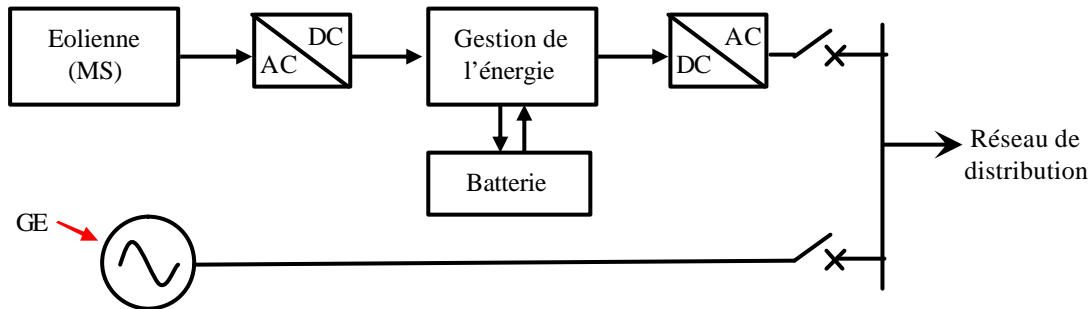 Eolienne
(MS)
AC
DC
Gestion de
l'énergie
DC
AC
Batterie
Réseau de
distribution
GE